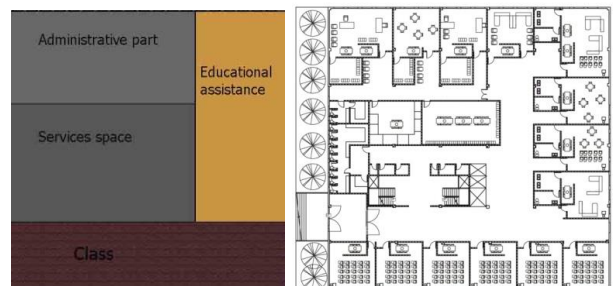 Administrative part
Educational
assistance
Services space
Class